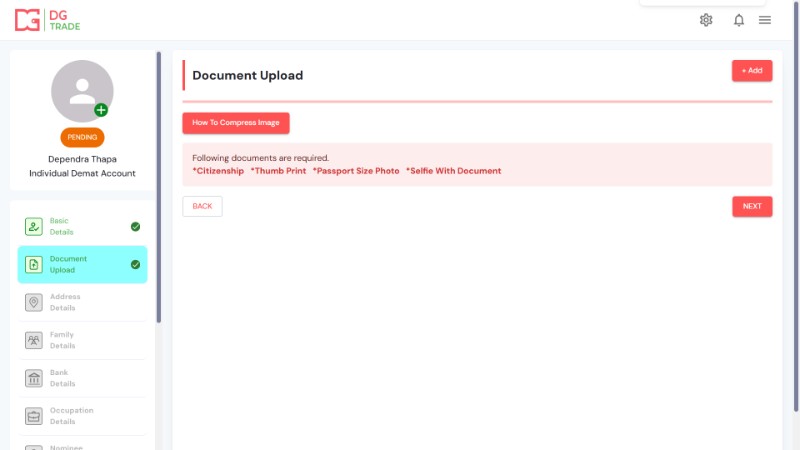 DG
TRADE
Document Upload
+ Add
How To Compress Image
Following documents are required.
*Citizenship *Thumb Print *Passport Size Photo *Selfie With Document
BACK
NEXT
PENDING
Dependra Thapa
Individual Demat Account
Basic
Details
Document
Upload
Address
Details
Family
Details
Bank
Details
Occupation
Details
Nominee